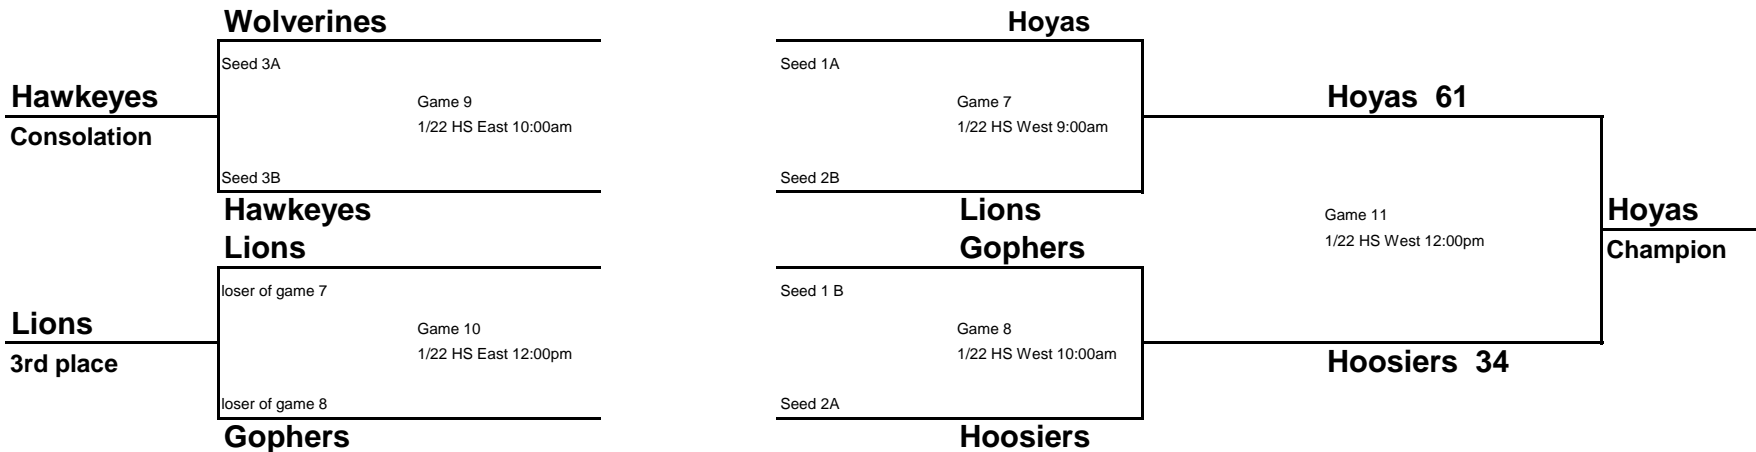 Wolverines
Hoyas
Seed 3A
Seed 1A
Hawkeyes
Game 9
Game 7
Hoyas 61
Consolation
1/22 HS East 10:00am
1/22 HS West 9:00am
Seed 3B
Seed 2B
Hawkeyes
Lions
Game 11
Hoyas
Lions
Gophers
1/22 HS West 12:00pm
Champion
loser of game 7
Seed 1 B
Lions
Game 10
Game 8
3rd place
1/22 HS East 12:00pm
1/22 HS West 10:00am
Hoosiers 34
loser of game 8
Seed 2A
Gophers
Hoosiers